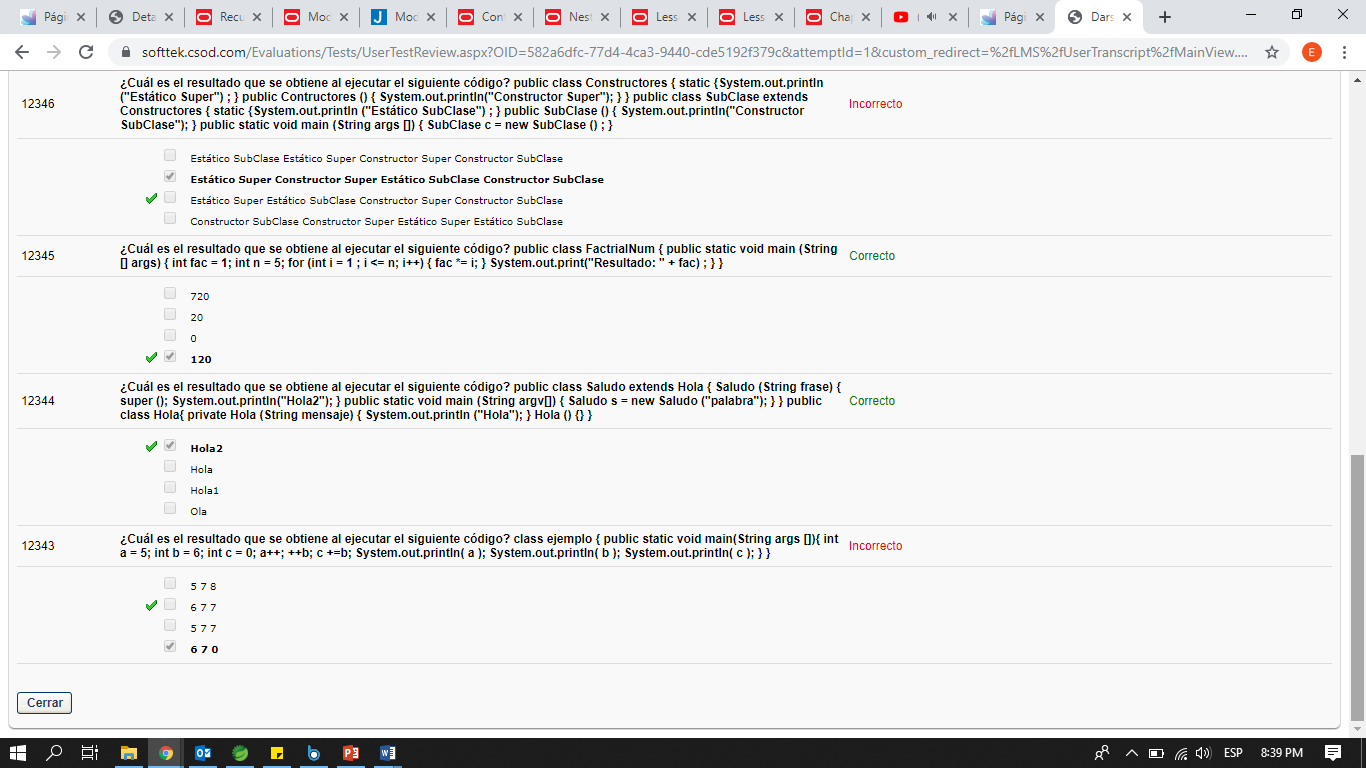 Pági
Deta
Recu
Moc
Moc
Con
Nest
Less
Less
Cha
Pági
Dars
softtek.csod.com/Evaluations/Tests/UserTestReview.aspx?OID=582a6dfc-77d4-4ca3-9440-cde5192f379c&attemptId=1&custom_redirect=%2fLMS%2fUserTranscript%2fMainView....
E
¿Cuál es el resultado que se obtiene al ejecutar el siguiente código? public class Constructores { static {System.out.println
12346 ("Estático Super") ; } public Contructores () { System.out.println("Constructor Super"); } } public class SubClase extends Incorrecto
Constructores { static {System.out.println ("Estático SubClase") ; } public SubClase () { System.out.println("Constructor
SubClase"); } public static void main (String args []) { SubClase c = new SubClase () ; }
Estático SubClase Estático Super Constructor Super Constructor SubClase
Estático Super Constructor Super Estático SubClase Constructor SubClase
Estático Super Estático SubClase Constructor Super Constructor SubClase
Constructor SubClase Constructor Super Estático Super Estático SubClase
12345 ¿Cuál es el resultado que se obtiene al ejecutar el siguiente código? public class FactrialNum { public static void main (String Correcto
[] args) { int fac = 1; int n = 5; for (int i = 1 ; i <= n; i++) { fac *= i; } System.out.print("Resultado: " + fac) ; } }
720
20
0
120
¿Cuál es el resultado que se obtiene al ejecutar el siguiente código? public class Saludo extends Hola { Saludo (String frase) {
12344 super (); System.out.println("Hola2"); } public static void main (String argv[]) { Saludo s = new Saludo ("palabra"); } } public Correcto
class Hola{ private Hola (String mensaje) { System.out.println ("Hola"); } Hola () {} }
Hola2
Hola
Hola1
Ola
12343 ¿Cuál es el resultado que se obtiene al ejecutar el siguiente código? class ejemplo { public static void main(String args []){ int Incorrecto
a = 5; int b = 6; int c = 0; a++; ++b; c +=b; System.out.println( a ); System.out.println( b ); System.out.println( c ); } }
5 7 8
6 7 7
5 7 7
6 7 0
Cerrar
ESP 8:39 PM